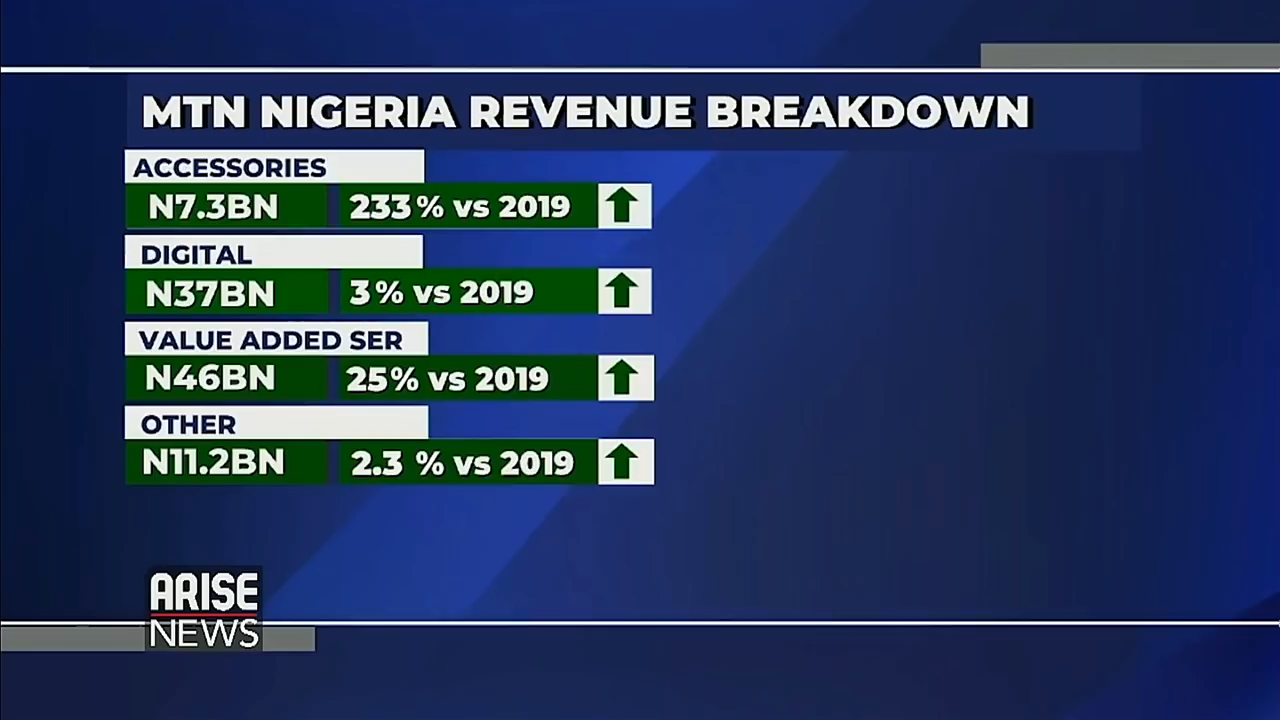 MTN NIGERIA REVENUE BREAKDOWN
ACCESSORIES
N7.3BN 233% vs 2019
DIGITAL
N37BN 3% vs 2019
VALUE ADDED SER
N46BN 25% vs 2019
OTHER
N11.2BN 2.3 % vs 2019
ARISE
NEWS